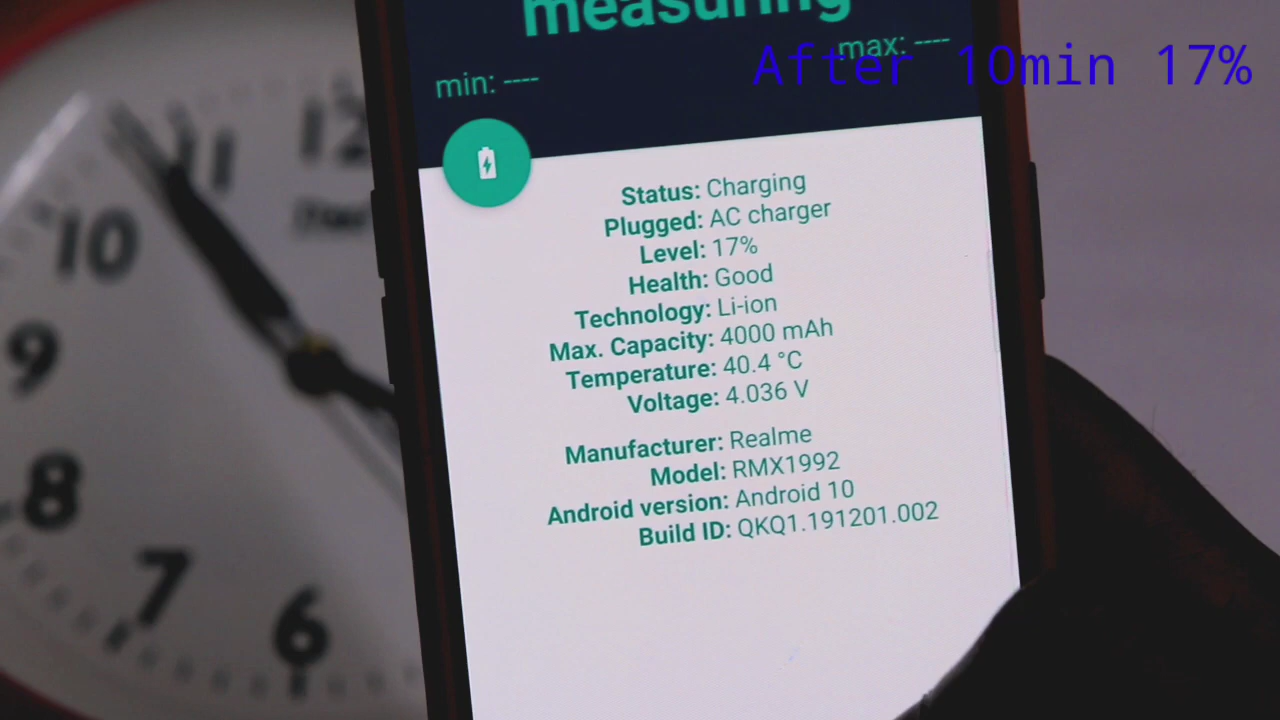 measuring
max: ----
After 10min 17%
min: ----
Status: Charging
Plugged: AC charger
Level: 17%
Health: Good
Technology: Li-ion
Max. Capacity: 4000 mAh
Temperature: 40.4 °C
Voltage: 4.036 V
Manufacturer: Realme
Model: RMX1992
Android version: Android 10
Build ID: QKQ1.191201.002
12
11
10
9
8
7
6